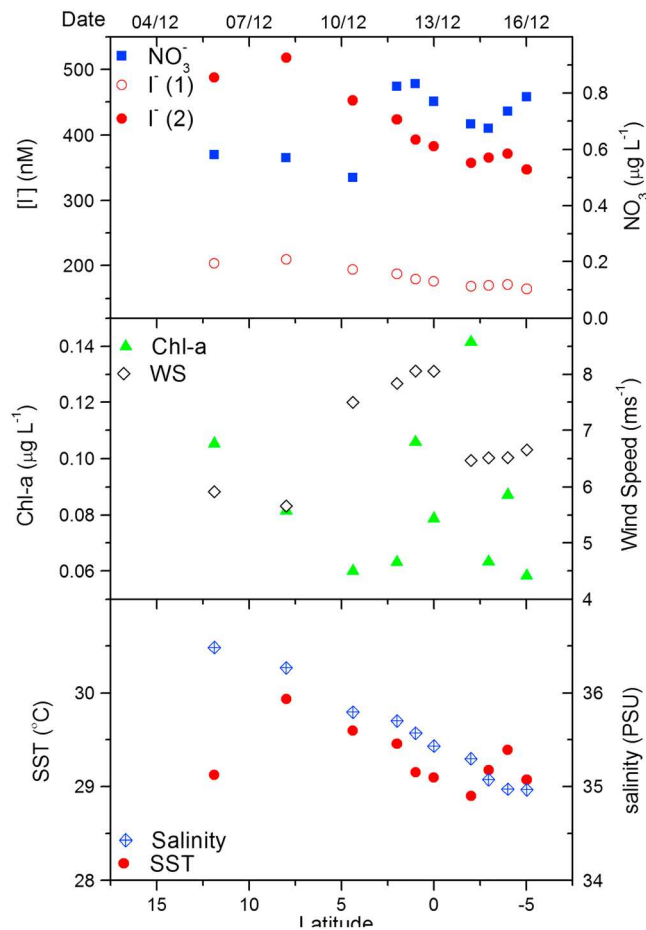 Date 04/12 07/12 10/12 13/12 16/12
500
400
300
200
[I⁻] (nM)
NO₃⁻
I⁻ (1)
I⁻ (2)
0.8
0.6
0.4
0.2
0.0
NO₃ (µg L⁻¹)
0.14
0.12
0.10
0.08
0.06
Chl-a (µg L⁻¹)
Chl-a
WS
8
7
6
5
4
Wind Speed (ms⁻¹)
30
29
28
SST (°C)
Salinity
SST
36
35
34
salinity (PSU)
15 10 5 0 -5
Latitude